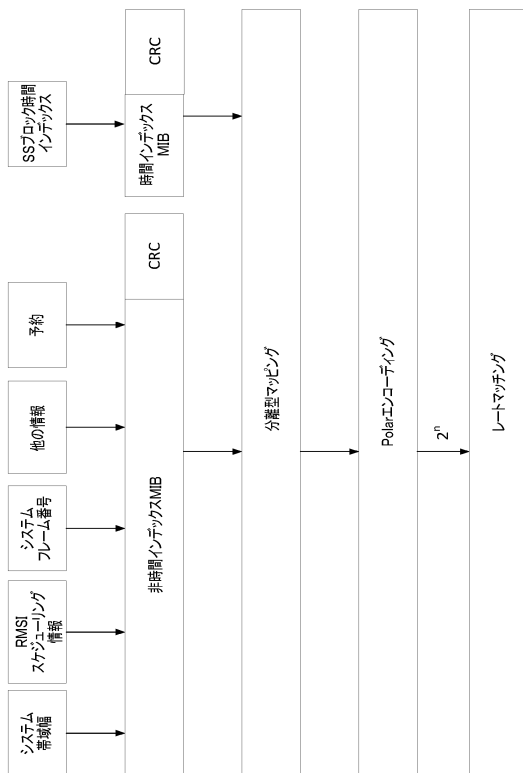 システム
帯域幅
RMSI
スケジューリング
情報
システム
フレーム番号
他の情報
予約
SSブロック時間
インデックス
非時間インデックスMIB
CRC
時間インデックス
MIB
CRC
分離型マッピング
Polarエンコーディング
2ⁿ
レートマッチング